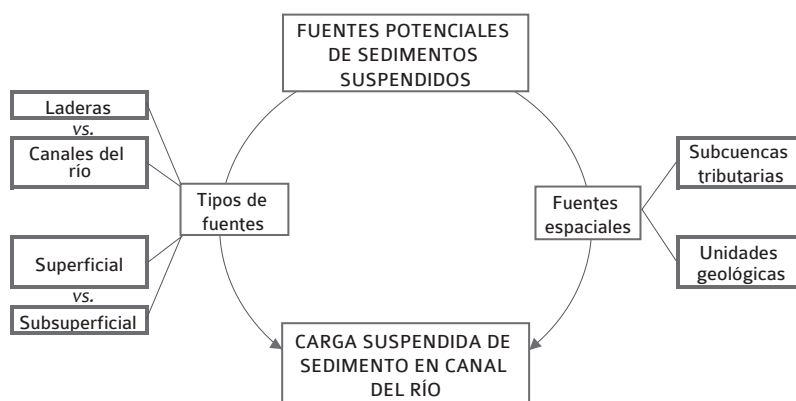 FUENTES POTENCIALES
DE SEDIMENTOS
SUSPENDIDOS
Laderas
vs.
Canales del
río
Tipos de
fuentes
Superficial
vs.
Subsuperficial
Fuentes
espaciales
Subcuencas
tributarias
Unidades
geológicas
CARGA SUSPENDIDA DE
SEDIMENTO EN CANAL
DEL RÍO